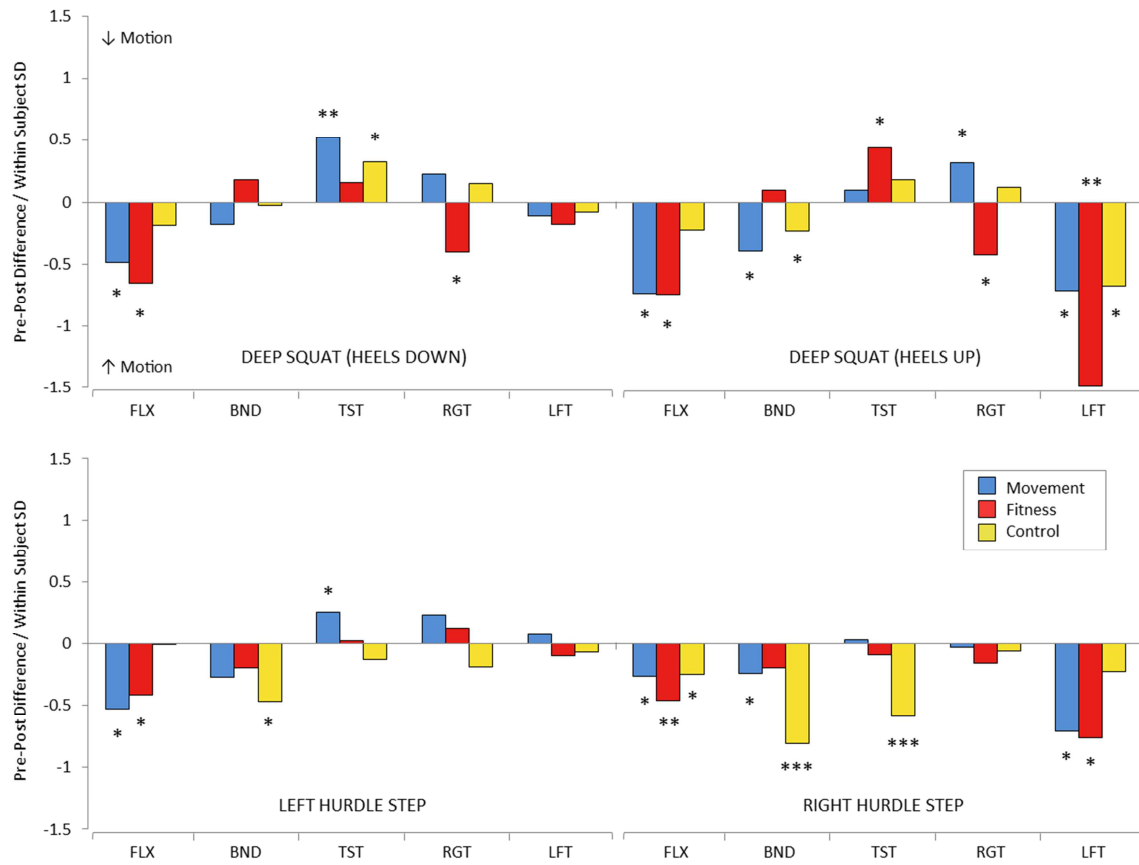 Pre-Post Difference / Within Subject SD
1.5
1
0.5
0
-0.5
-1
-1.5
↓ Motion
↑ Motion
** *
* *
*
* * **
* * * * * * *
DEEP SQUAT (HEELS DOWN) DEEP SQUAT (HEELS UP)
FLX BND TST RGT LFT FLX BND TST RGT LFT
Pre-Post Difference / Within Subject SD
1.5
1
0.5
0
-0.5
-1
-1.5
Movement
Fitness
Control
*
* * *
* ** * * *** *** * *
LEFT HURDLE STEP RIGHT HURDLE STEP
FLX BND TST RGT LFT FLX BND TST RGT LFT